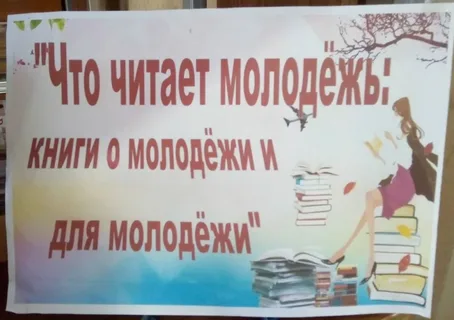 "Что читает молодёжь:
книги о молодёжи и
для молодёжи"